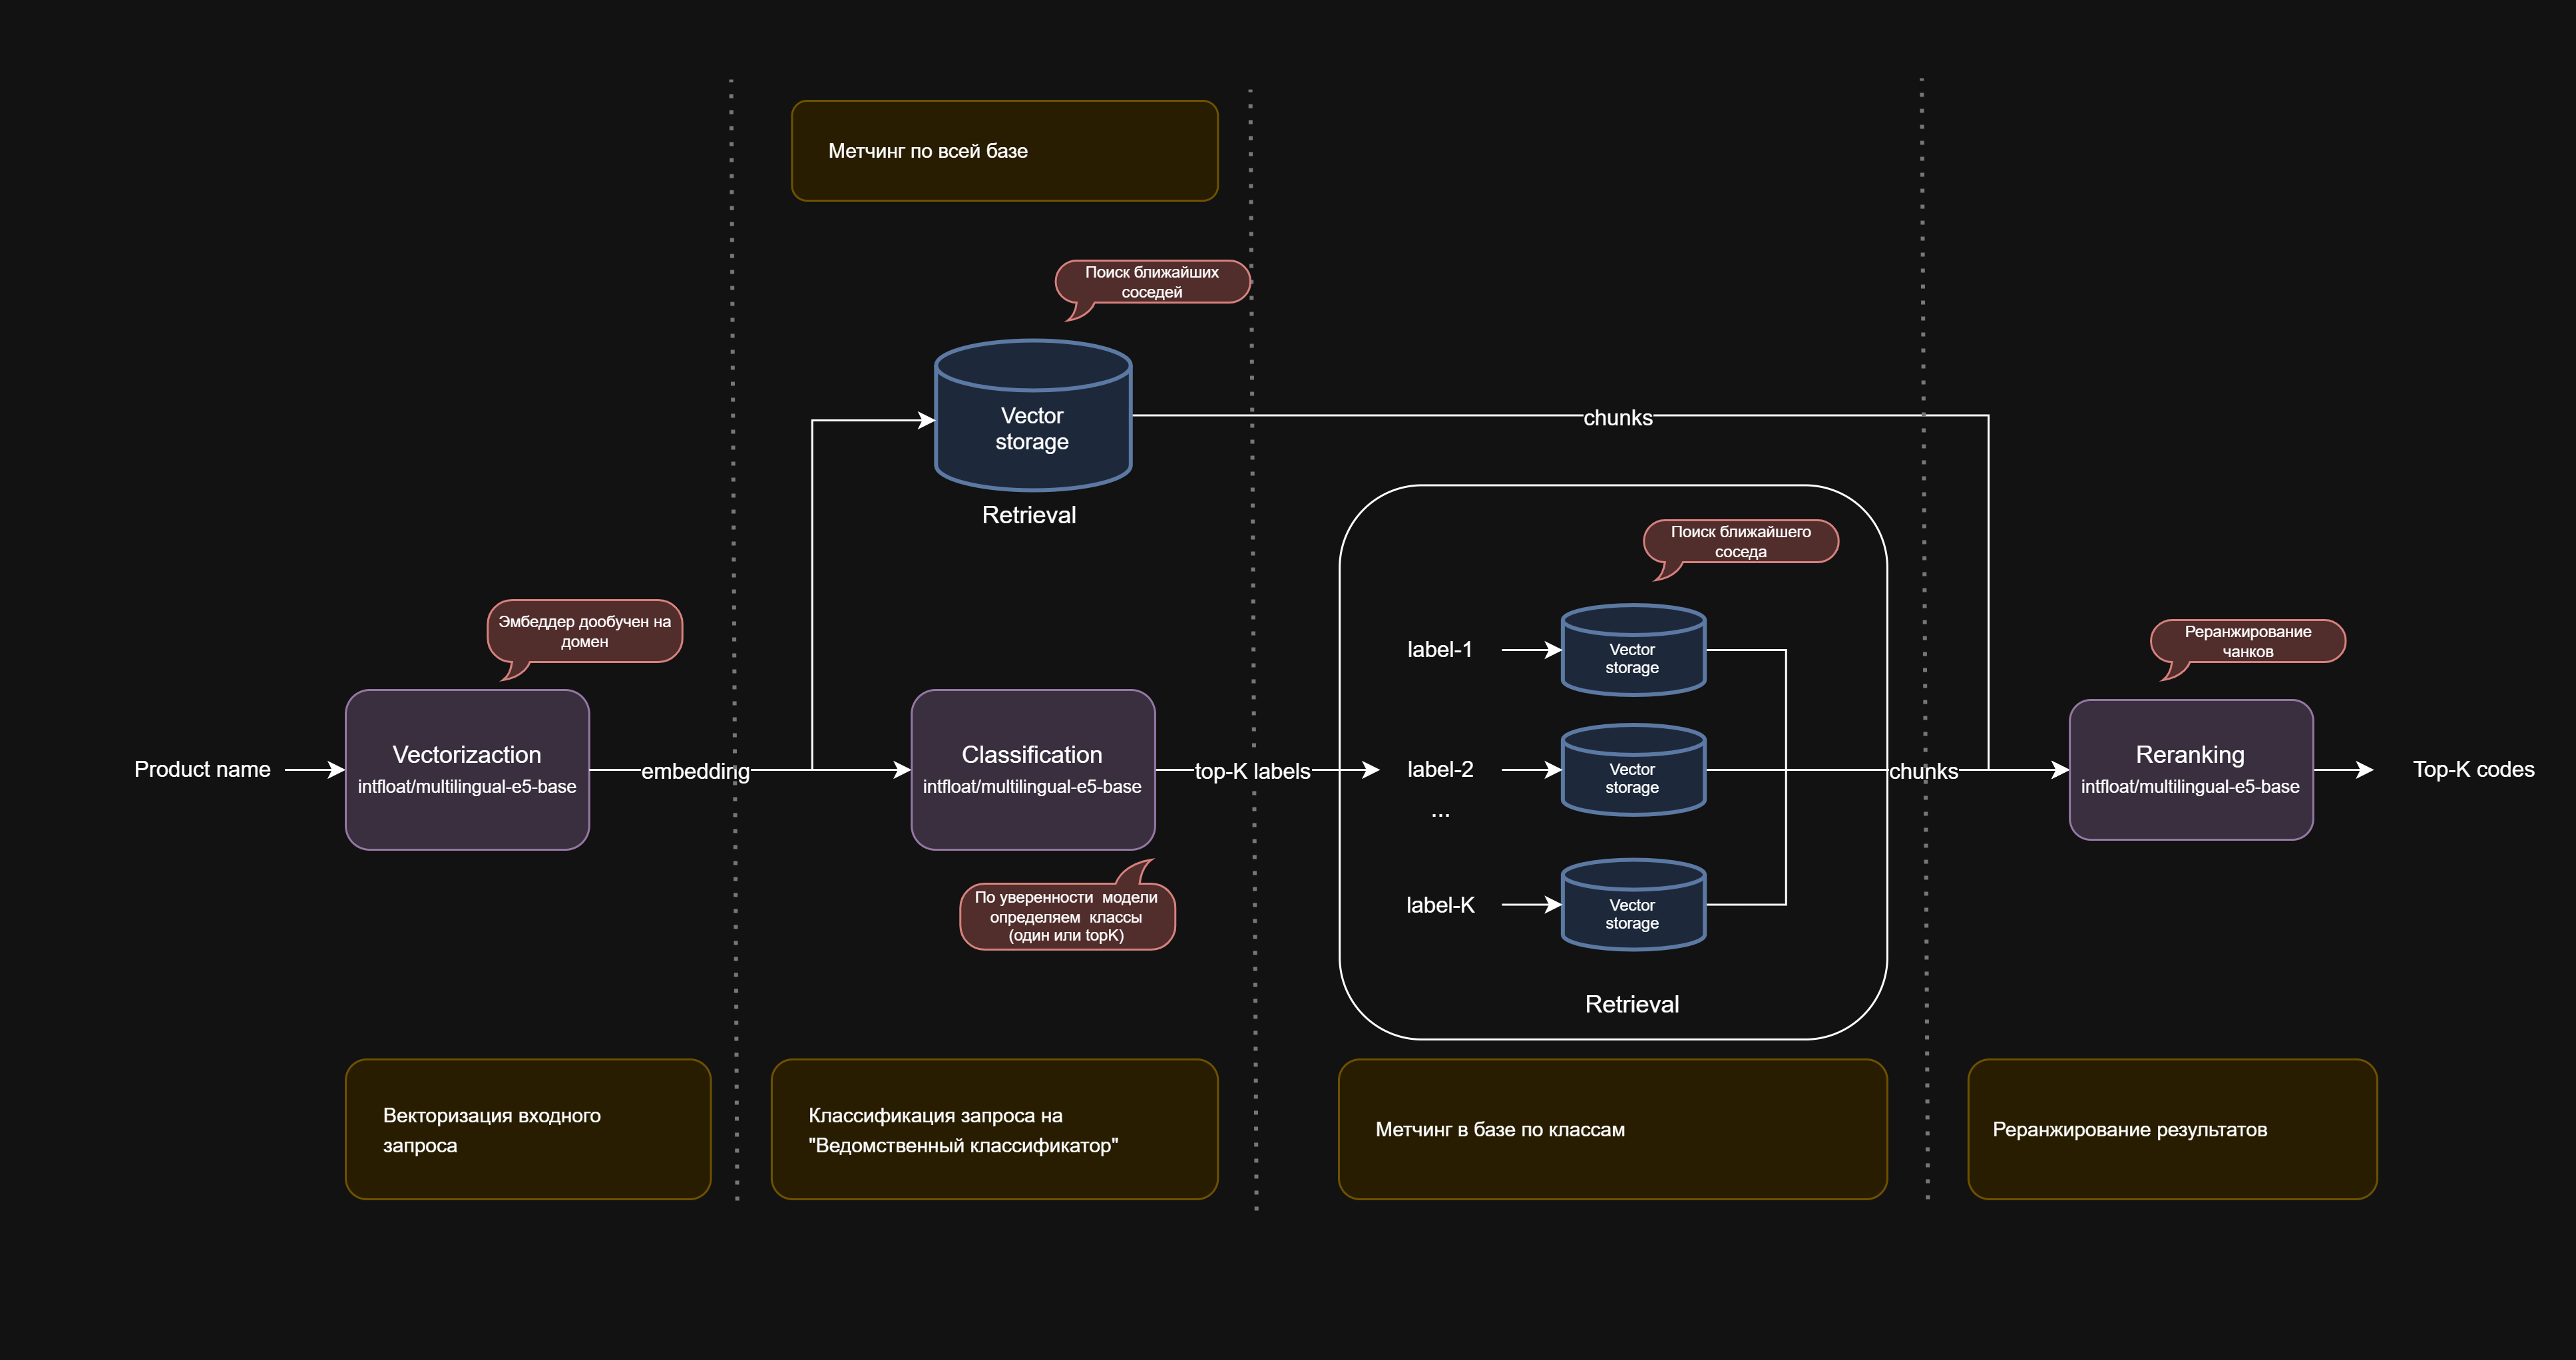 Метчинг по всей базе
Поиск ближайших
соседей
Vector
storage
chunks
Retrieval
Поиск ближайшего
соседа
Эмбеддер дообучен на
домен
Реранжирование
чанков
label-1
Vector
storage
Product name
Vectorizaction
intfloat/multilingual-e5-base
embedding
Classification
intfloat/multilingual-e5-base
top-K labels
label-2
Vector
storage
chunks
Reranking
intfloat/multilingual-e5-base
Top-K codes
...
По уверенности модели
определяем классы
(один или topK)
label-K
Vector
storage
Retrieval
Векторизация входного
запроса
Классификация запроса на
"Ведомственный классификатор"
Метчинг в базе по классам
Реранжирование результатов